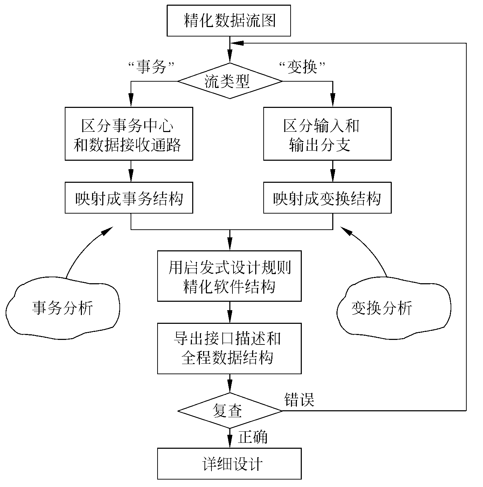 精化数据流图
“事务”
“变换”
流类型
区分事务中心
和数据接收通路
区分输入和
输出分支
映射成事务结构
映射成变换结构
用启发式设计规则
精化软件结构
事务分析
变换分析
导出接口描述和
全程数据结构
复查
错误
正确
详细设计